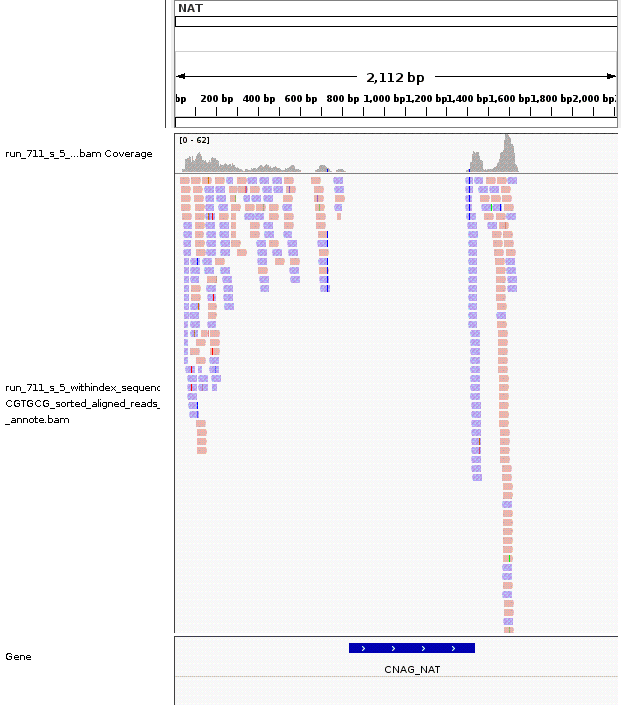 NAT
2,112 bp
bp 200 bp 400 bp 600 bp 800 bp 1,000 bp 1,200 bp 1,400 bp 1,600 bp 1,800 bp 2,000 bp
[0 - 62]
run_711_s_5_...bam Coverage
run_711_s_5_withindex_sequenc
CGTGCG_sorted_aligned_reads_
_annote.bam
Gene
CNAG_NAT